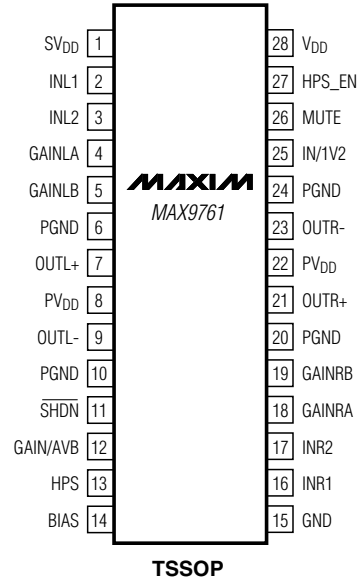 SVDD 1
INL1 2
INL2 3
GAINLA 4
GAINLB 5
PGND 6
OUTL+ 7
PVDD 8
OUTL- 9
PGND 10
SHDN 11
GAIN/AVB 12
HPS 13
BIAS 14
MAXIM
MAX9761
28 VDD
27 HPS_EN
26 MUTE
25 IN/1V2
24 PGND
23 OUTR-
22 PVDD
21 OUTR+
20 PGND
19 GAINRB
18 GAINRA
17 INR2
16 INR1
15 GND
TSSOP